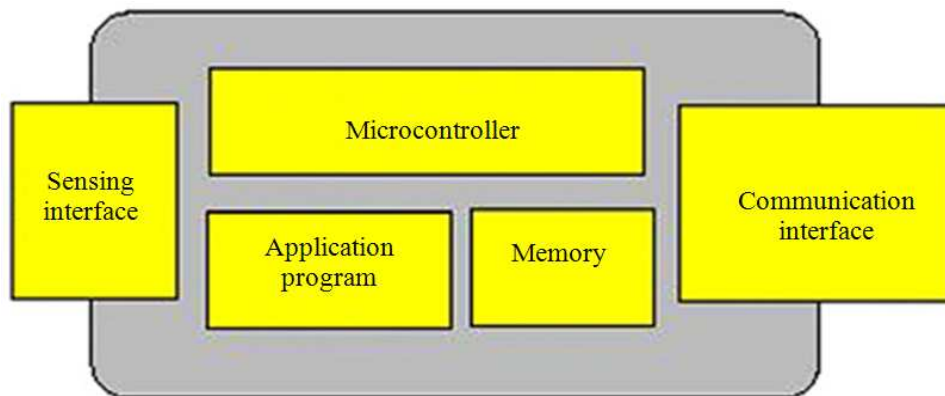 Microcontroller
Sensing
interface
Communication
interface
Application
program
Memory